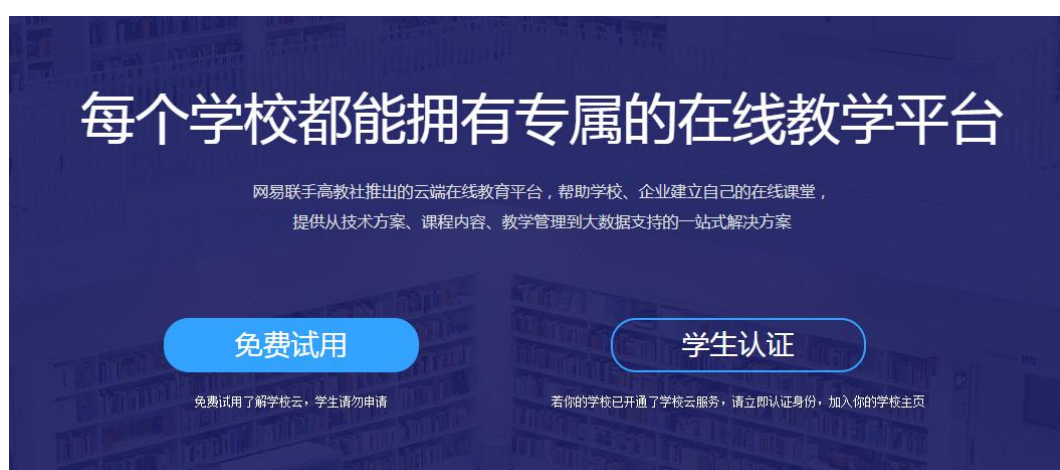 每个学校都能拥有专属的在线教学平台
网易联手高教社推出的云端在线教育平台，帮助学校、企业建立自己的在线课堂，
提供从技术方案、课程内容、教学管理到大数据支持的一站式解决方案
免费试用
学生认证
免费试用了解学校云，学生请勿申请
若你的学校已开通了学校云服务，请立即认证身份，加入你的学校主页